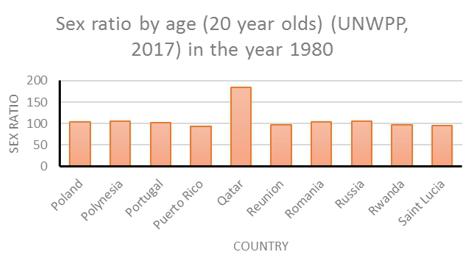 Sex ratio by age (20 year olds) (UNWPP,
2017) in the year 1980
SEX RATIO
200
150
100
50
0
Poland
Polynesia
Portugal
Puerto Rico
Qatar
Reunion
Romania
Russia
Rwanda
Saint Lucia
COUNTRY